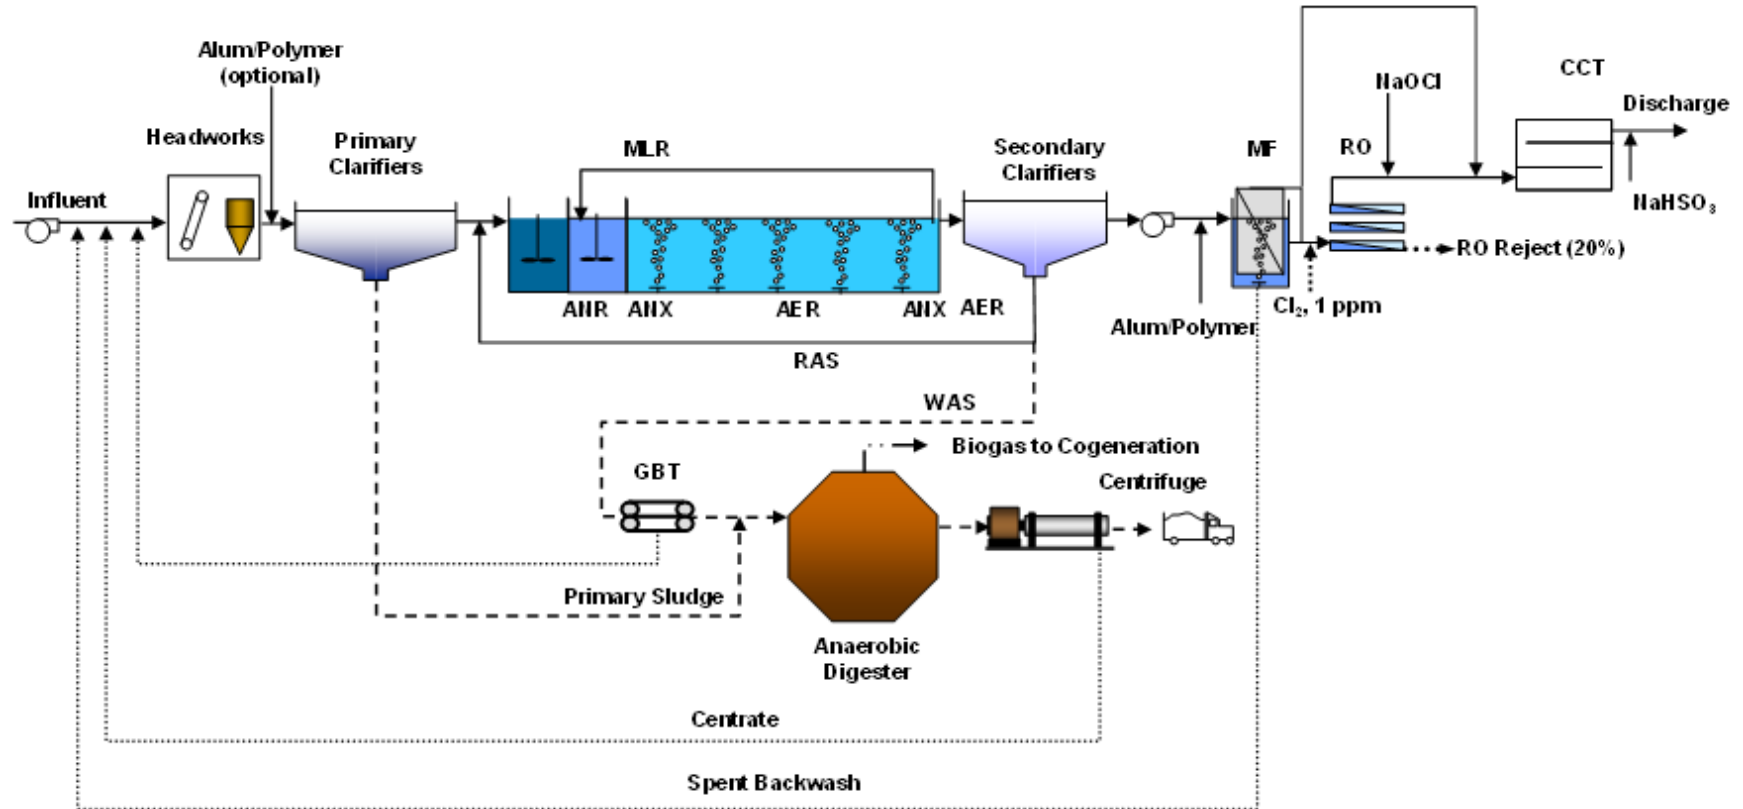 Alum/Polymer
(optional)
Headworks
Primary
Clarifiers
Influent
MLR
Secondary
Clarifiers
MF
RO
NaOCl
CCT
Discharge
NaHSO₃
RO Reject (20%)
Cl₂, 1 ppm
Alum/Polymer
ANR
ANX
AER
ANX
AER
RAS
WAS
GBT
Biogas to Cogeneration
Centrifuge
Primary Sludge
Anaerobic
Digester
Centrate
Spent Backwash